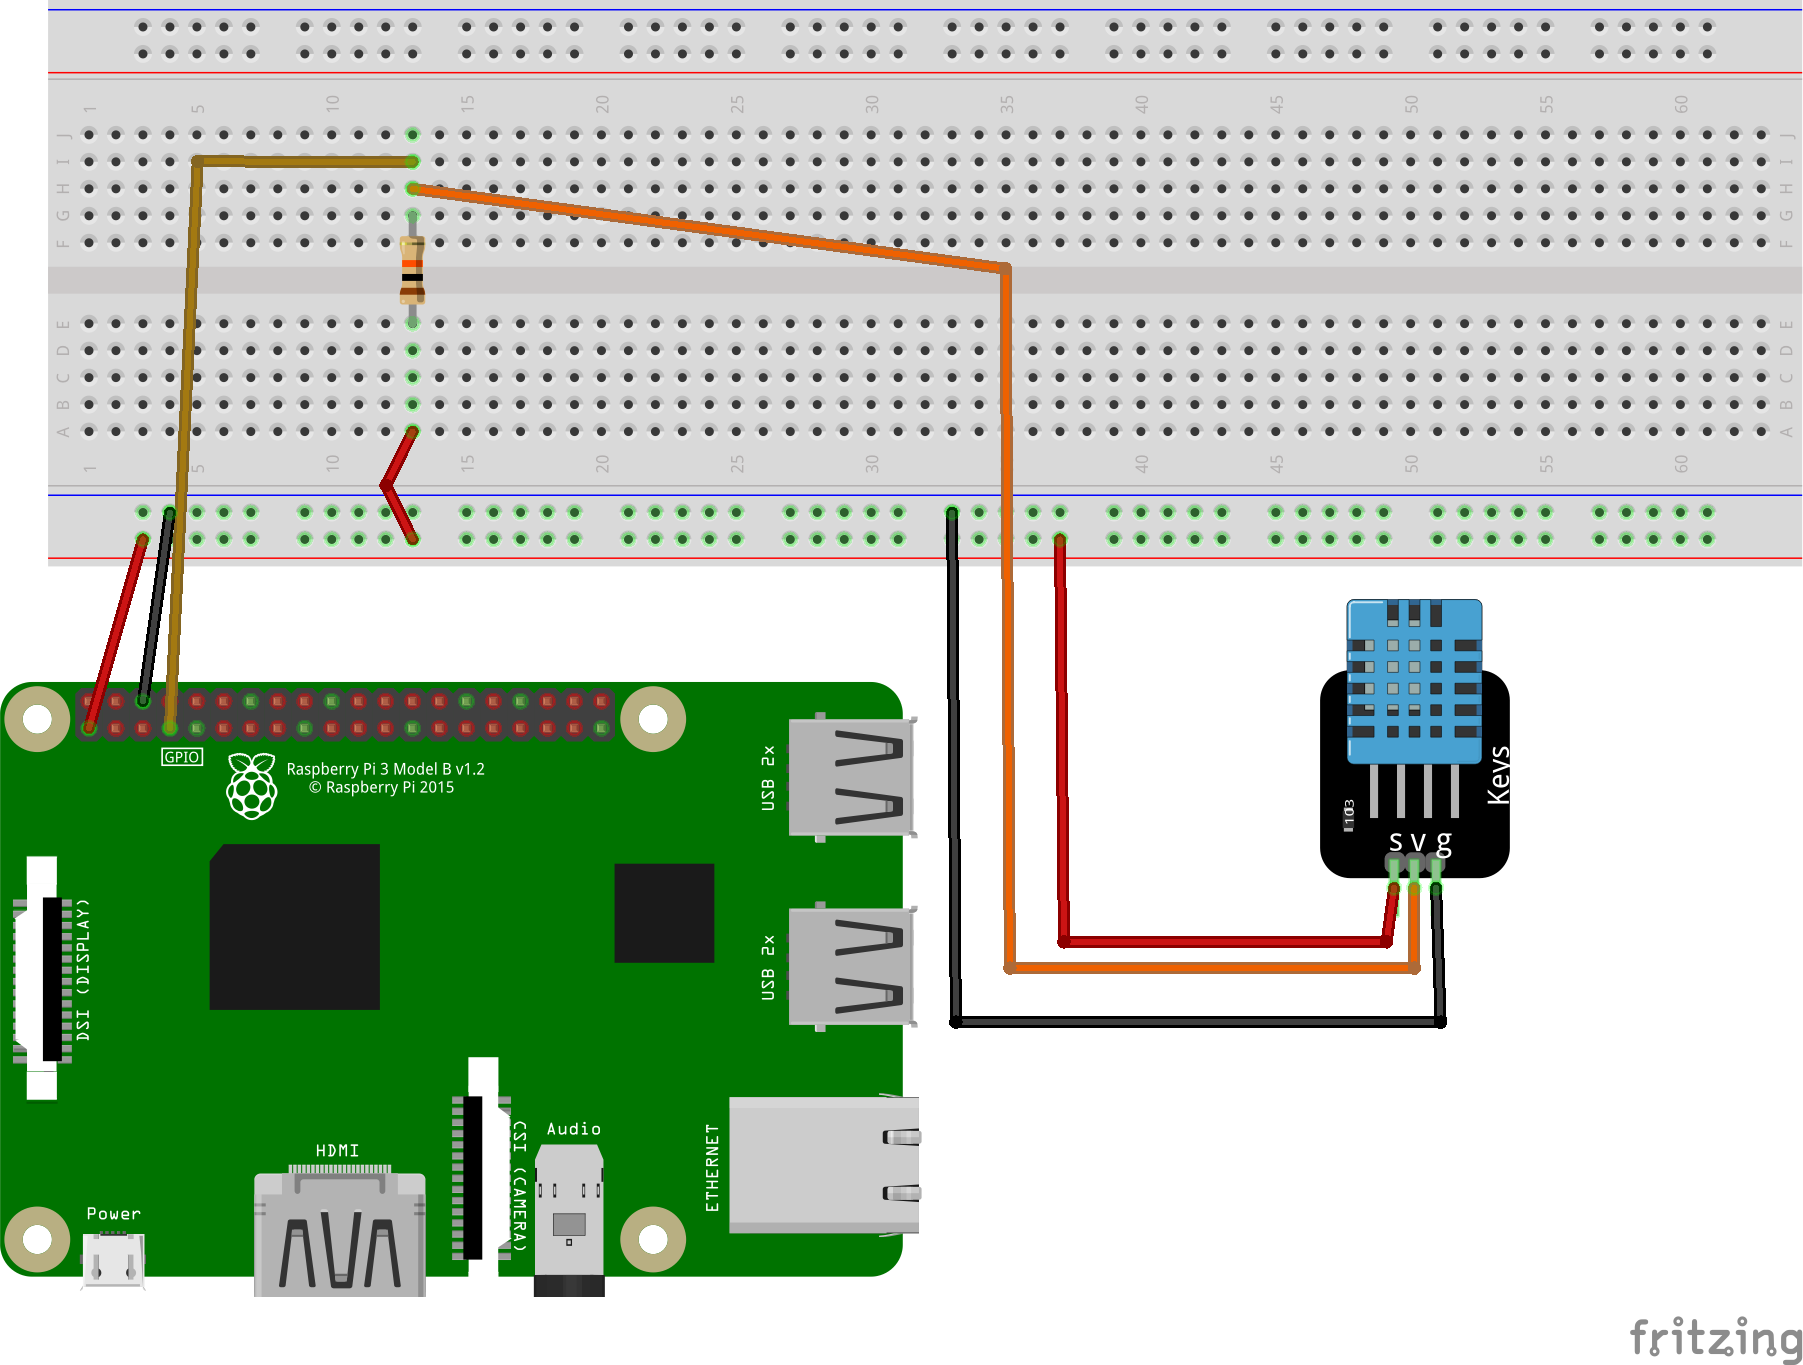 1 5 10 15 20 25 30 35 40 45 50 55 60
J J
I I
H H
G G
F F
E E
D D
C C
B B
A A
1 5 10 15 20 25 30 40 45 50 55 60
GPIO
Raspberry Pi 3 Model B v1.2
© Raspberry Pi 2015
USB 2x
USB 2x
DSI (DISPLAY)
CSI (CAMERA)
HDMI
Audio
ETHERNET
Power
Keys
103
S V g
fritzing